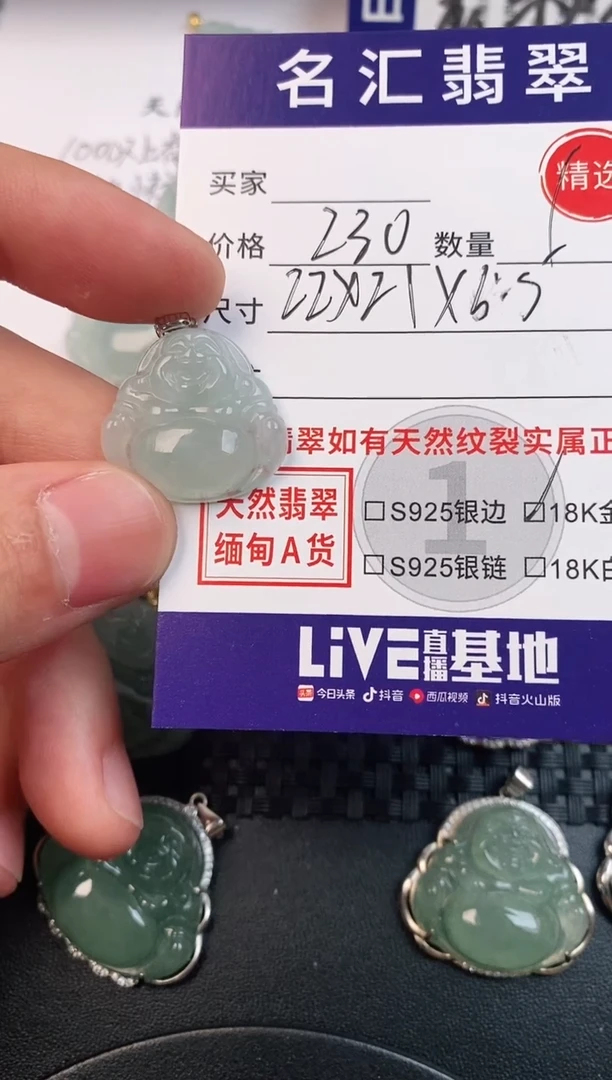 名汇翡翠
精选
买家
价格 230 数量
尺寸 22X21X6.5
翡翠如有天然纹裂实属正
1
天然翡翠
缅甸A货
S925银边 18K金
S925银链 18K白
LiVE直播基地
今日头条 抖音 西瓜视频 抖音火山版